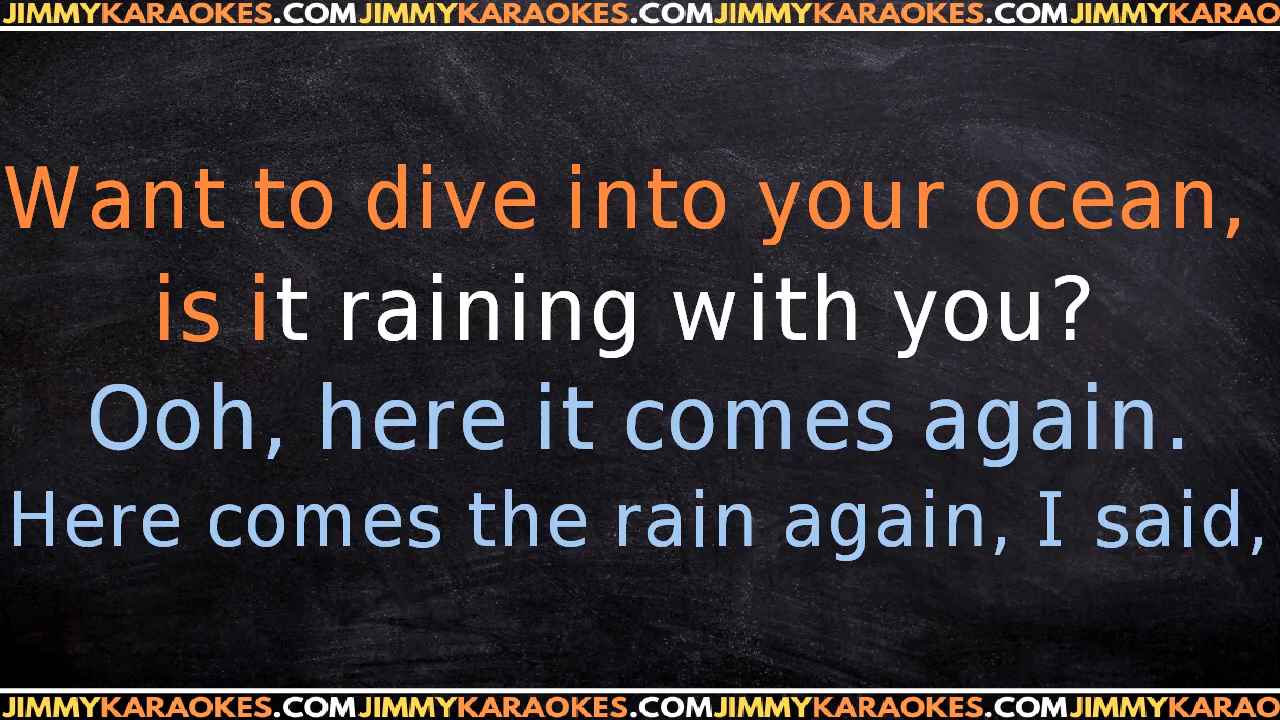 JIMMYKARAOKES.COMJIMMYKARAOKES.COMJIMMYKARAOKES.COMJIMMYKARAO
Want to dive into your ocean,
is it raining with you?
Ooh, here it comes again.
Here comes the rain again, I said,
JIMMYKARAOKES.COMJIMMYKARAOKES.COMJIMMYKARAOKES.COMJIMMYKARAO